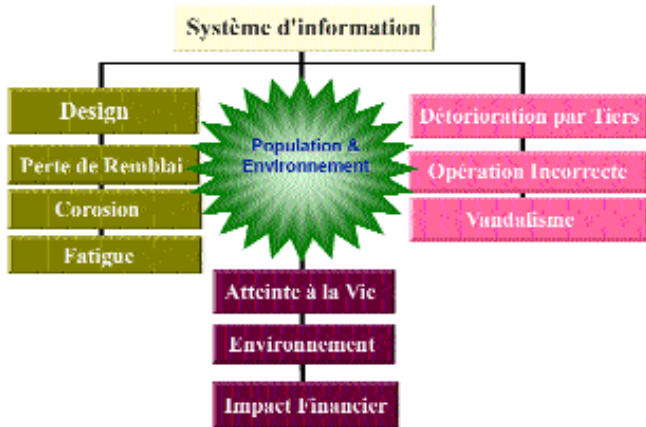 Système d'information
Design
Perte de Remblai
Corosion
Fatigue
Population &
Environnement
Détorioration par Tiers
Opération Incorrecte
Vandalisme
Atteinte à la Vie
Environnement
Impact Financier